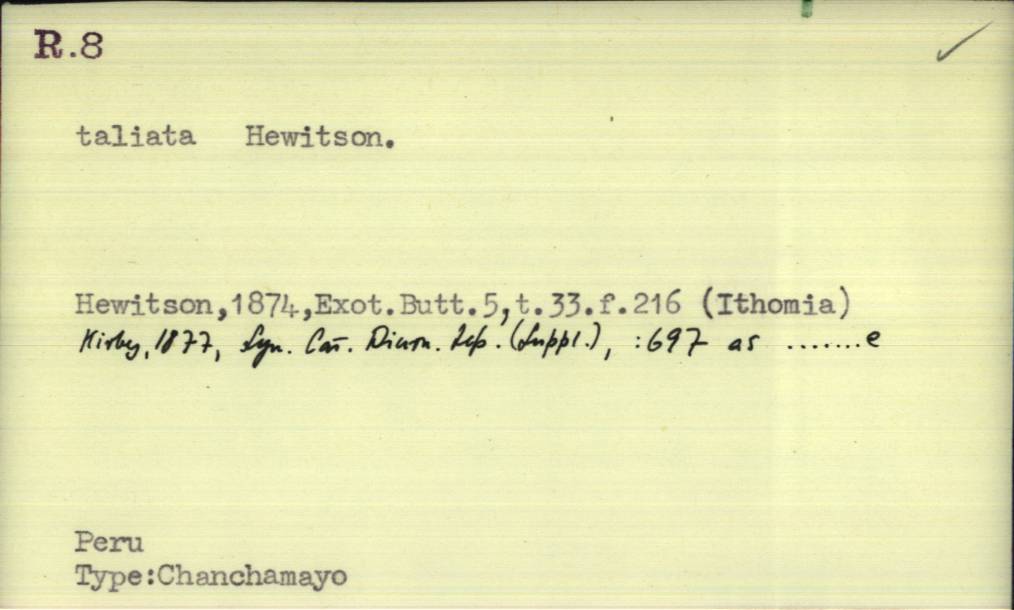 R.8
taliata Hewitson.
Hewitson,1874,Exot.Butt.5,t.33.f.216 (Ithomia)
Kirby, 1877, Syn. Cat. Diurn. Lep. (Suppl.), :697 as .......e
Peru
Type:Chanchamayo